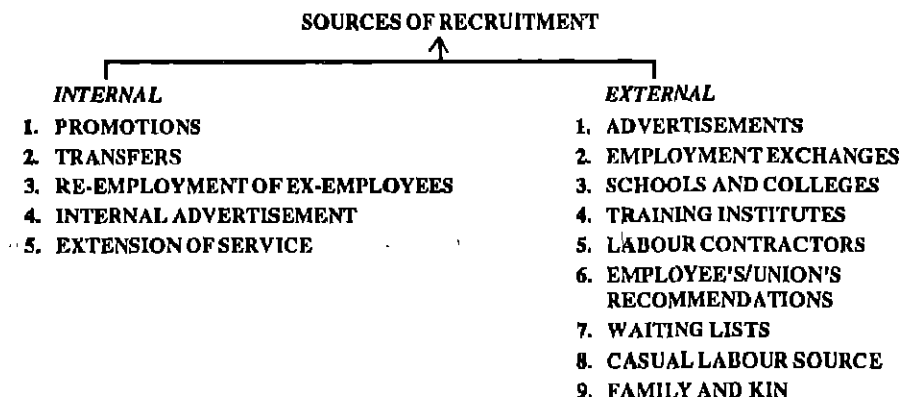 SOURCES OF RECRUITMENT
INTERNAL
1. PROMOTIONS
2. TRANSFERS
3. RE-EMPLOYMENT OF EX-EMPLOYEES
4. INTERNAL ADVERTISEMENT
5. EXTENSION OF SERVICE
EXTERNAL
1. ADVERTISEMENTS
2. EMPLOYMENT EXCHANGES
3. SCHOOLS AND COLLEGES
4. TRAINING INSTITUTES
5. LABOUR CONTRACTORS
6. EMPLOYEE'S/UNION'S
RECOMMENDATIONS
7. WAITING LISTS
8. CASUAL LABOUR SOURCE
9. FAMILY AND KIN